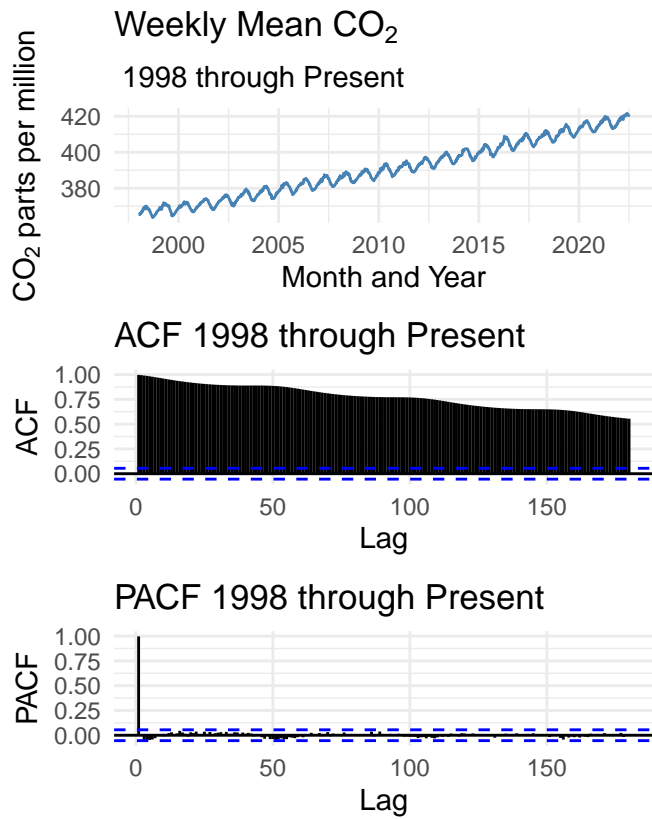 Weekly Mean CO₂
1998 through Present
CO₂ parts per million
420
400
380
2000 2005 2010 2015 2020
Month and Year
ACF 1998 through Present
ACF
1.00
0.75
0.50
0.25
0.00
0 50 100 150
Lag
PACF 1998 through Present
PACF
1.00
0.75
0.50
0.25
0.00
0 50 100 150
Lag